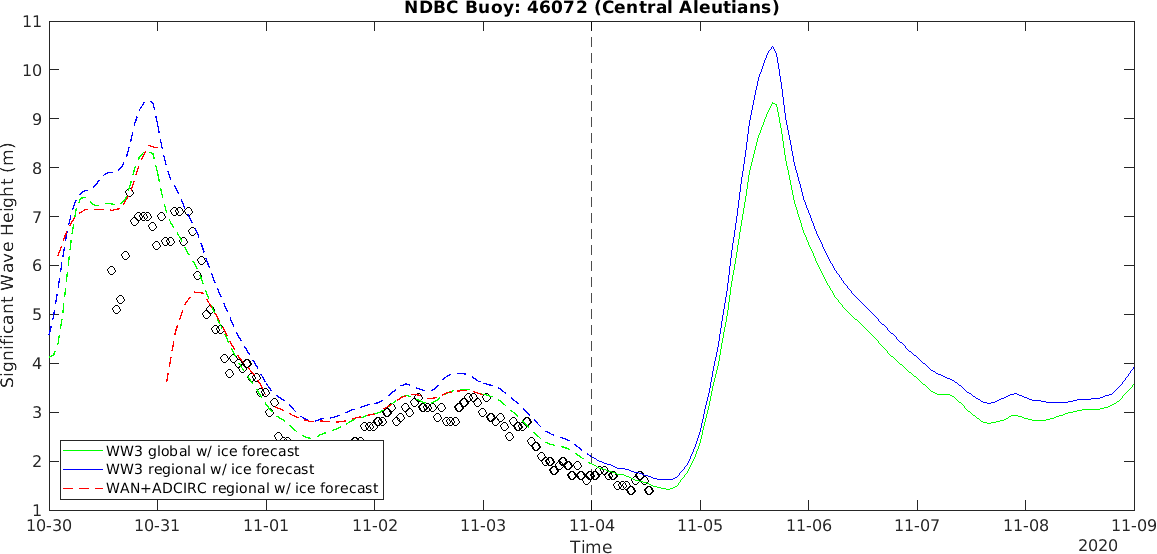 NDBC Buoy: 46072 (Central Aleutians)
Significant Wave Height (m)
11
10
9
8
7
6
5
4
3
2
1
WW3 global w/ ice forecast
WW3 regional w/ ice forecast
WAN+ADCIRC regional w/ ice forecast
10-30 10-31 11-01 11-02 11-03 11-04 11-05 11-06 11-07 11-08 11-09
Time
2020